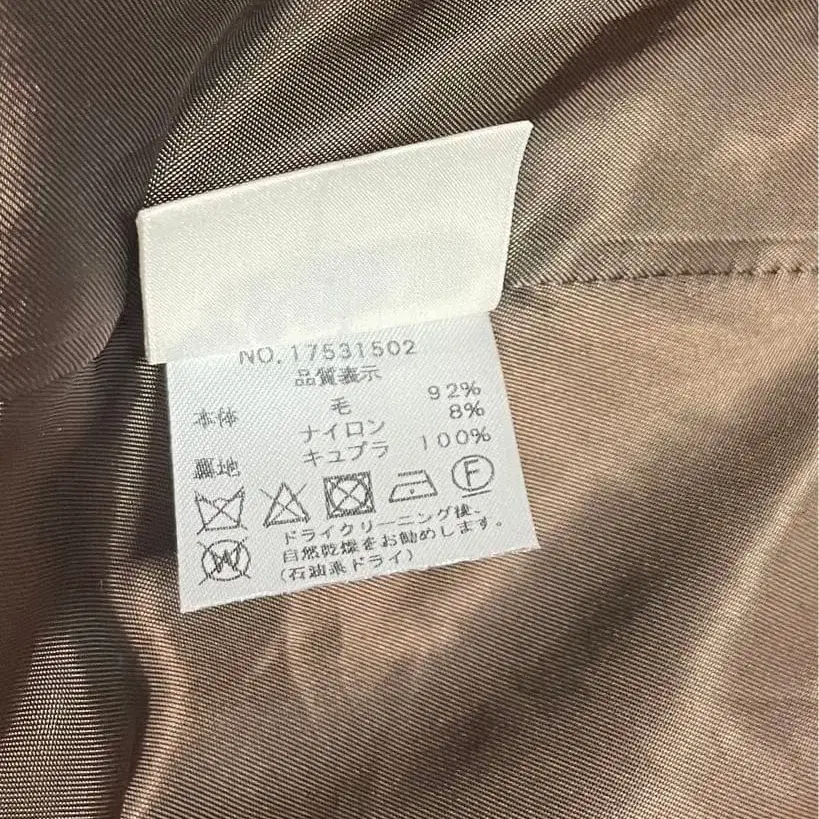 NO.17531502
品質表示
本体 毛 92%
ナイロン 8%
裏地 キュプラ 100%
F
W
ドライクリーニング後、
自然乾燥をお勧めします。
(石油系ドライ)